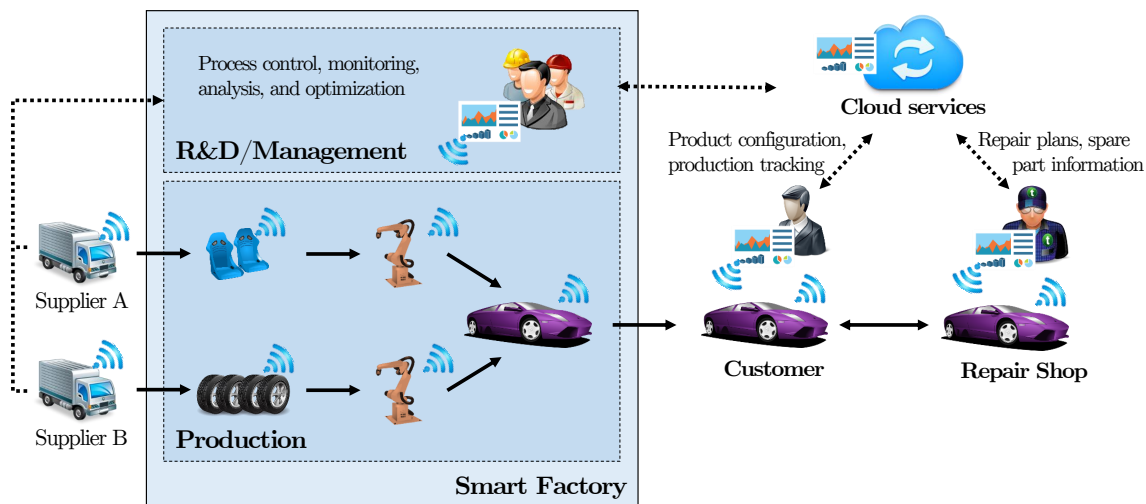 Process control, monitoring,
analysis, and optimization
R&D/Management
Cloud services
Product configuration,
production tracking
Repair plans, spare
part information
Supplier A
Supplier B
Production
Smart Factory
Customer
Repair Shop
t
t